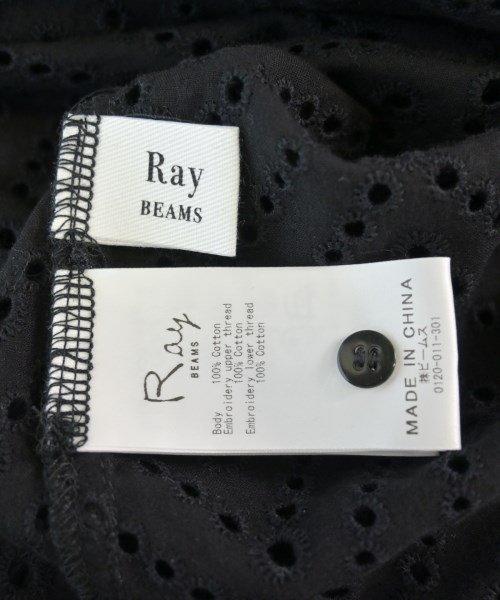 Ray
BEAMS
Ray
BEAMS
Body
100% Cotton
Embroidery upper thread
100% Cotton
Embroidery lower thread
100% Cotton
MADE IN CHINA
㈱ビームス
0120-011-301